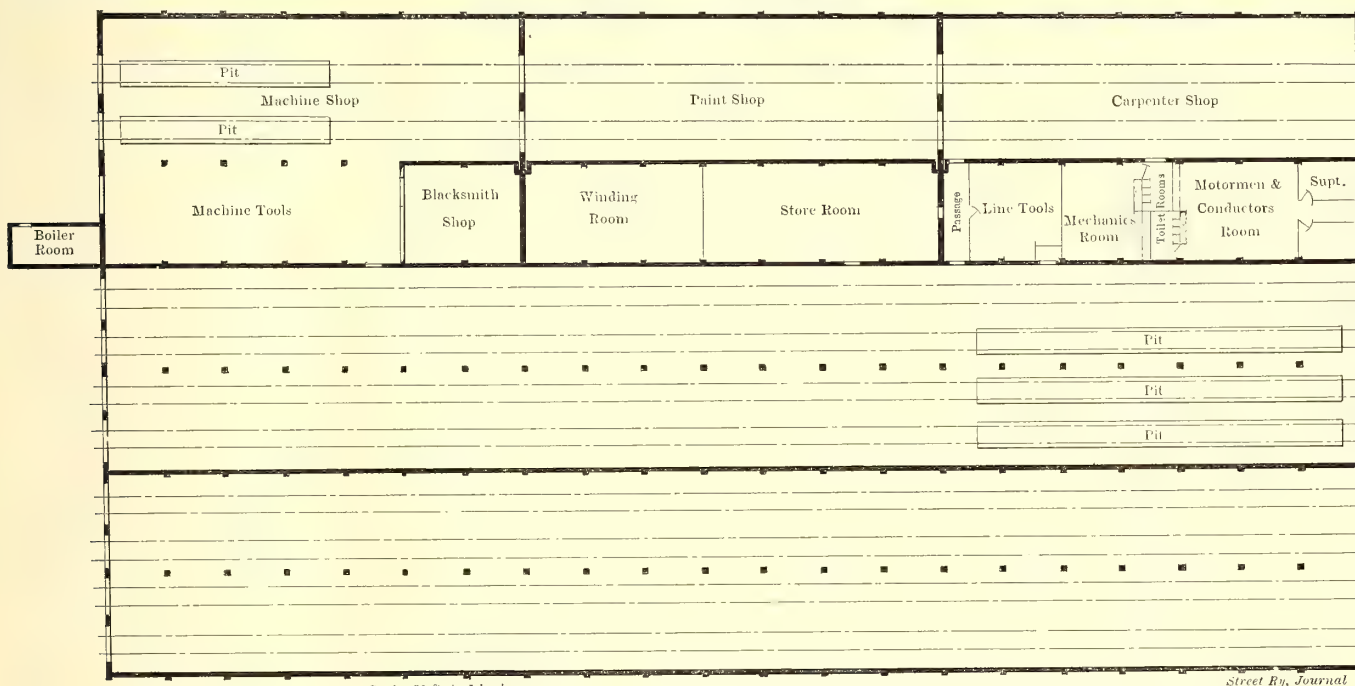 Pit
Machine Shop
Paint Shop
Carpenter Shop
Pit
Machine Tools
Blacksmith
Shop
Winding
Room
Store Room
Passage
Line Tools
Mechanics
Room
Toilet Rooms
Motormen &
Conductors
Room
Supt.
Boiler
Room
Pit
Pit
Pit
Street Ry. Journal